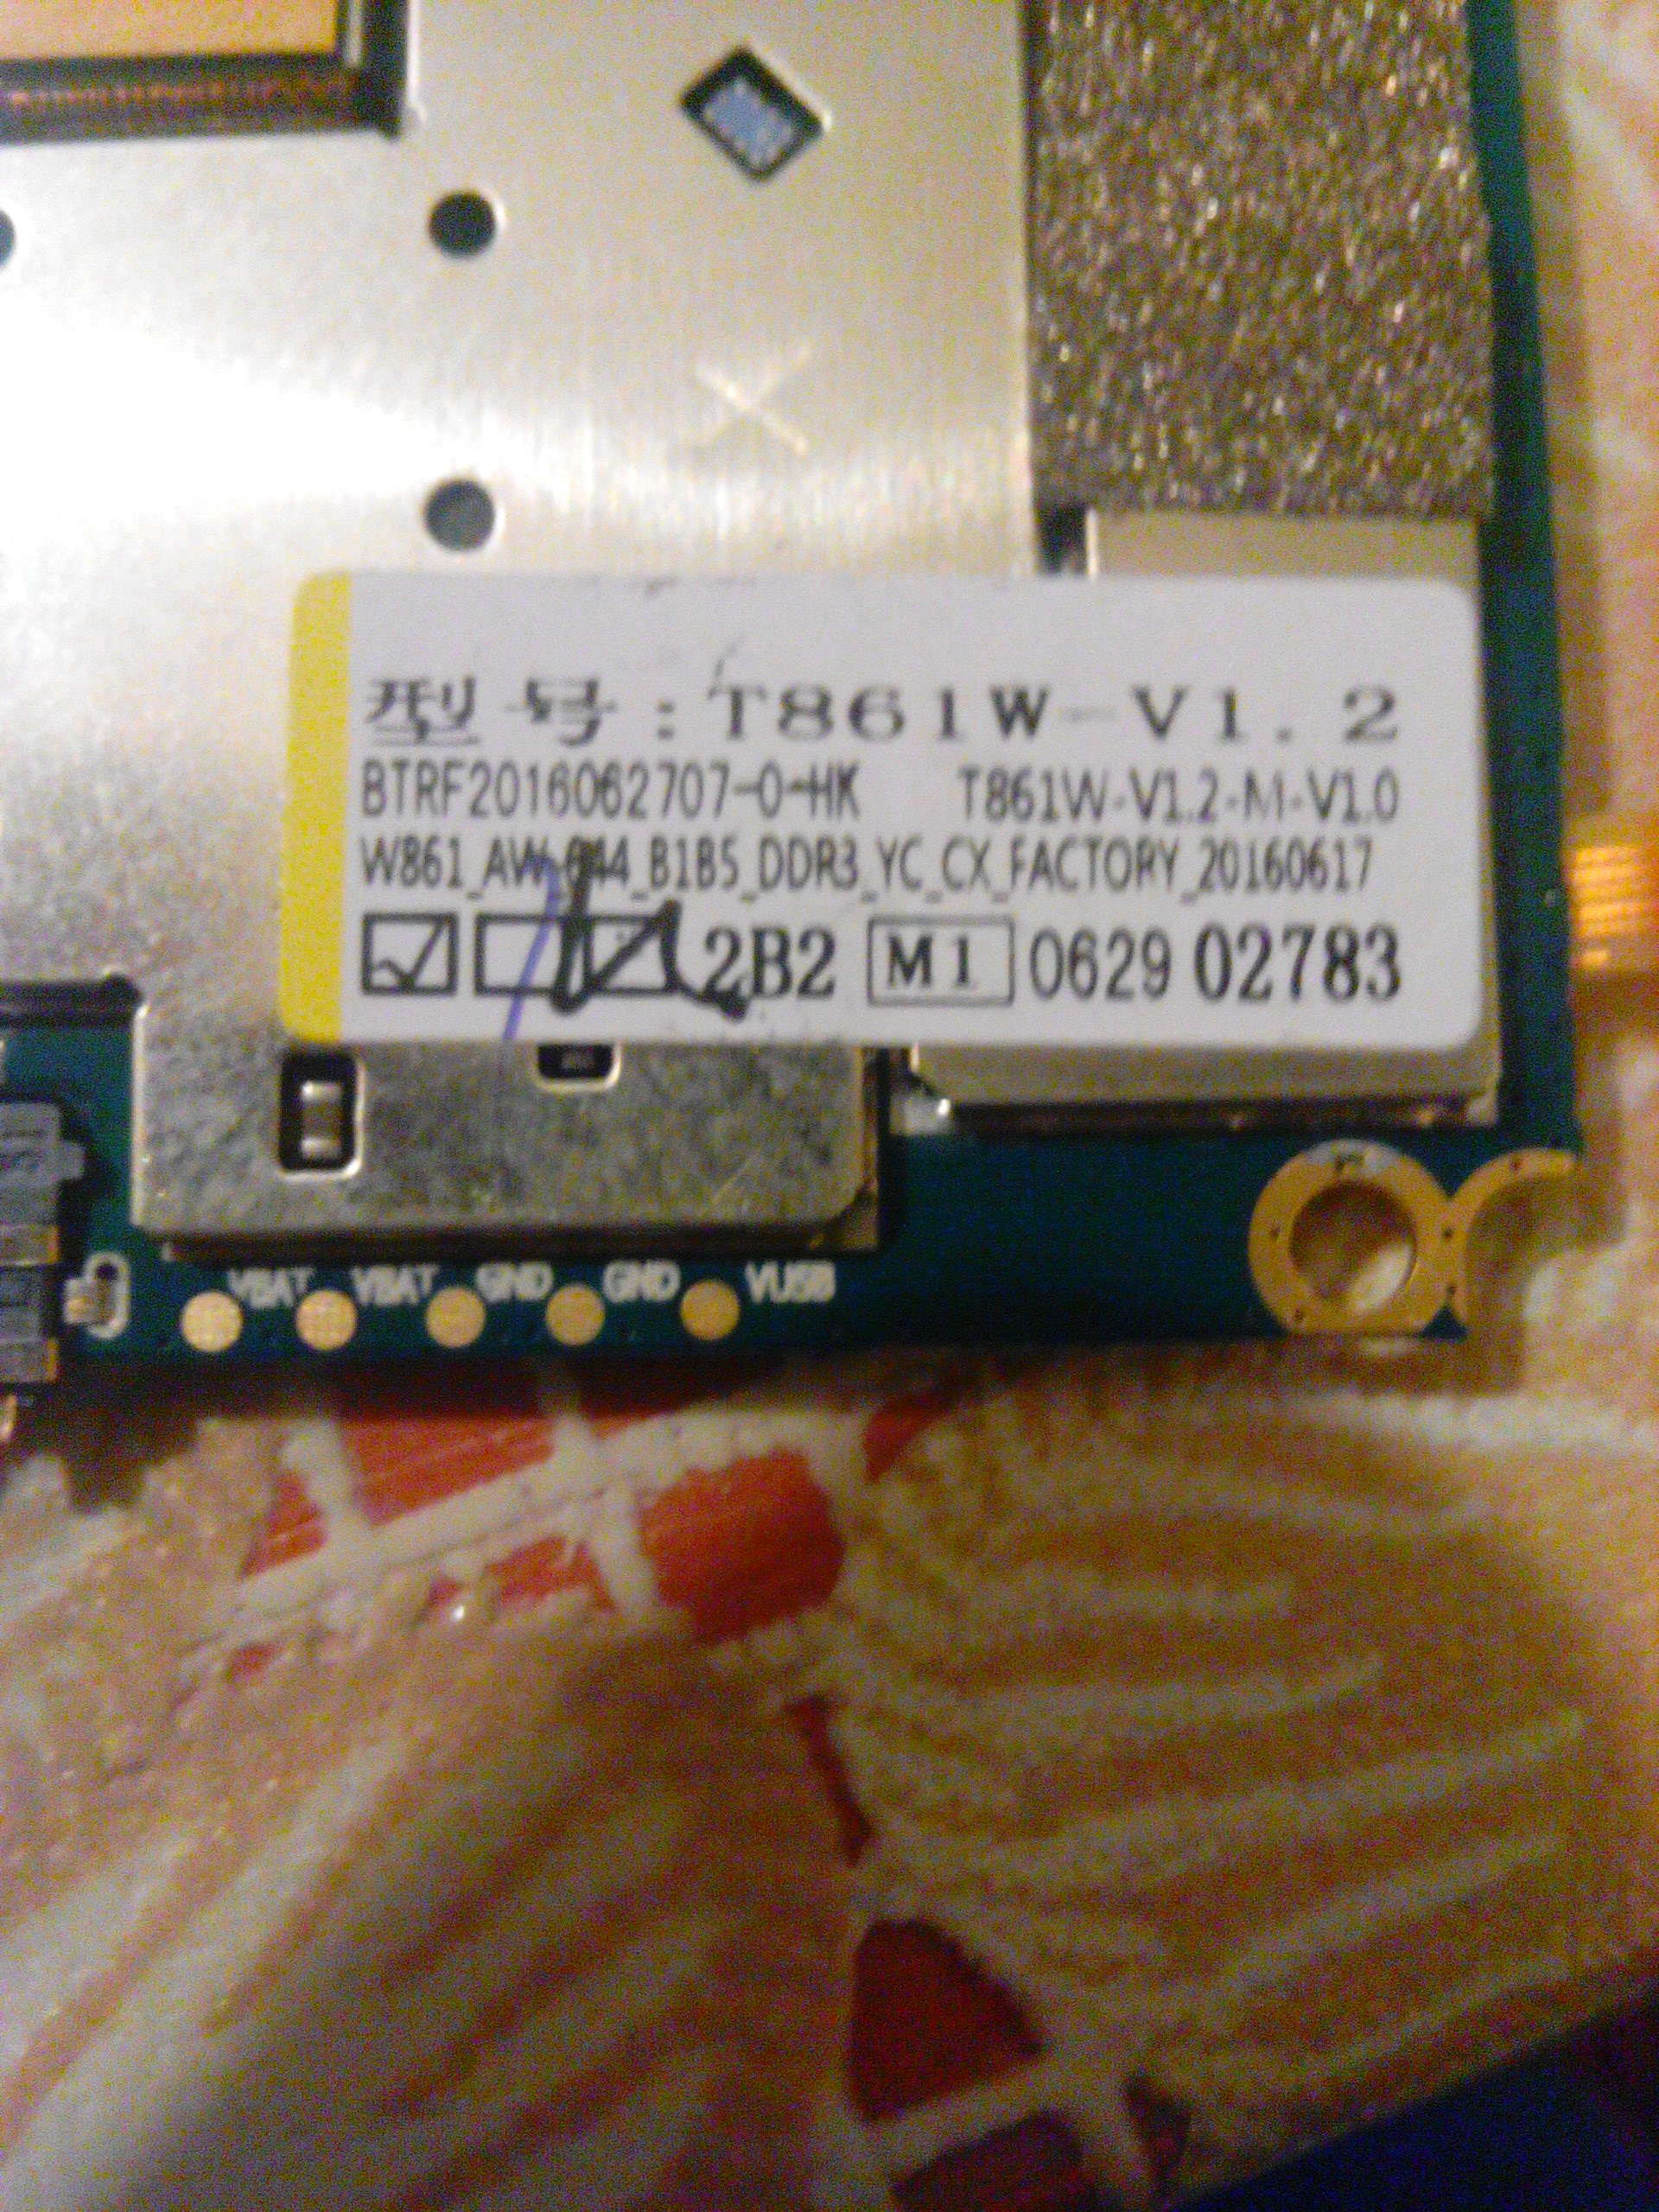 型号:T861W-V1.2
BTRF2016062707-0-HK T861W-V1.2-M-V1.0
W861_AW_644_B1B5_DDR3_YC_CX_FACTORY_20160617
2B2 M1 0629 02783
VBAT VBAT GND GND VUSB